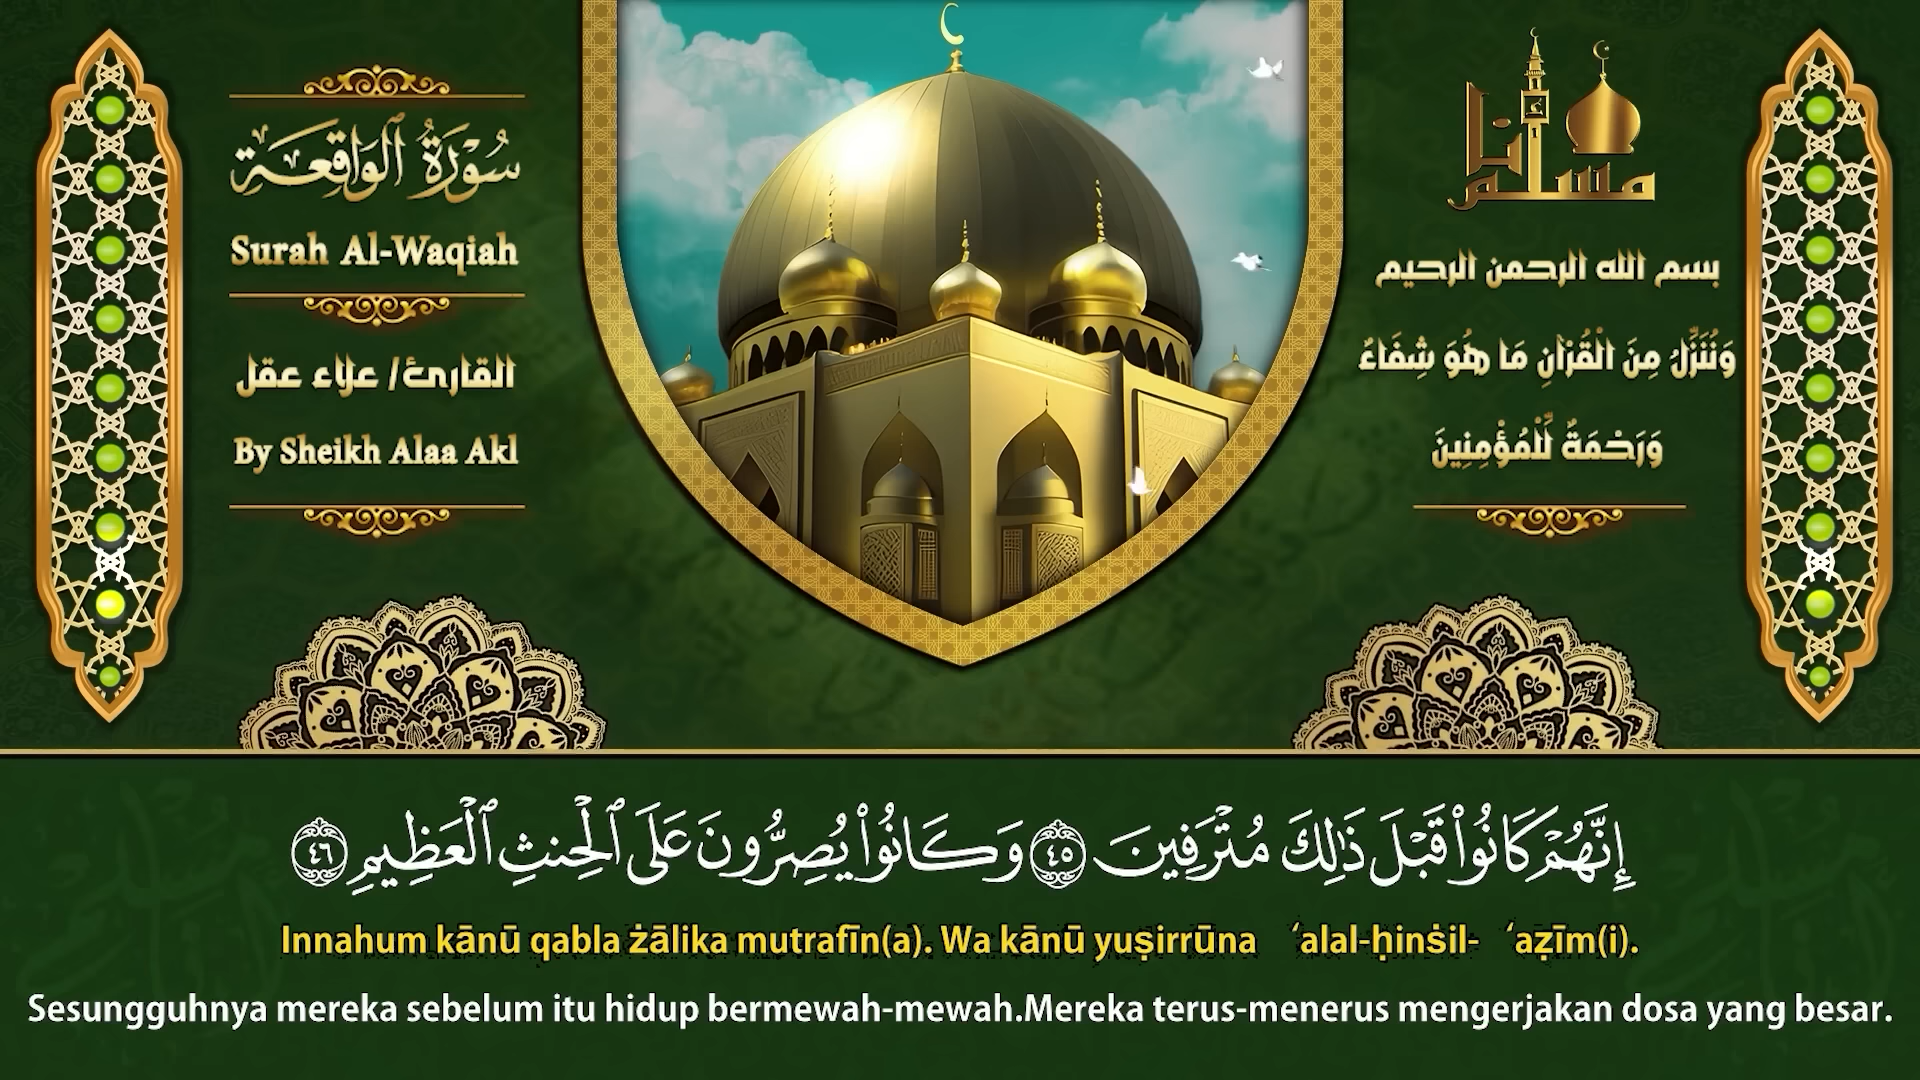 سُورَةُ الوَاقِعَة
Surah Al-Waqiah
القارئ/ علاء عقل
By Sheikh Alaa Akl
أنا مسلم
بسم الله الرحمن الرحيم
وَنُنَزِّلُ مِنَ الْقُرْآنِ مَا هُوَ شِفَاءٌ
وَرَحْمَةٌ لِّلْمُؤْمِنِينَ
إِنَّهُمْ كَانُوا۟ قَبْلَ ذَٰلِكَ مُتْرَفِينَ ٤٥ وَكَانُوا۟ يُصِرُّونَ عَلَى ٱلْحِنثِ ٱلْعَظِيمِ ٤٦
Innahum kānū qabla żālika mutrafīn(a). Wa kānū yuṣirrūna ‘alal-ḥinṡil- ‘aẓīm(i).
Sesungguhnya mereka sebelum itu hidup bermewah-mewah.Mereka terus-menerus mengerjakan dosa yang besar.